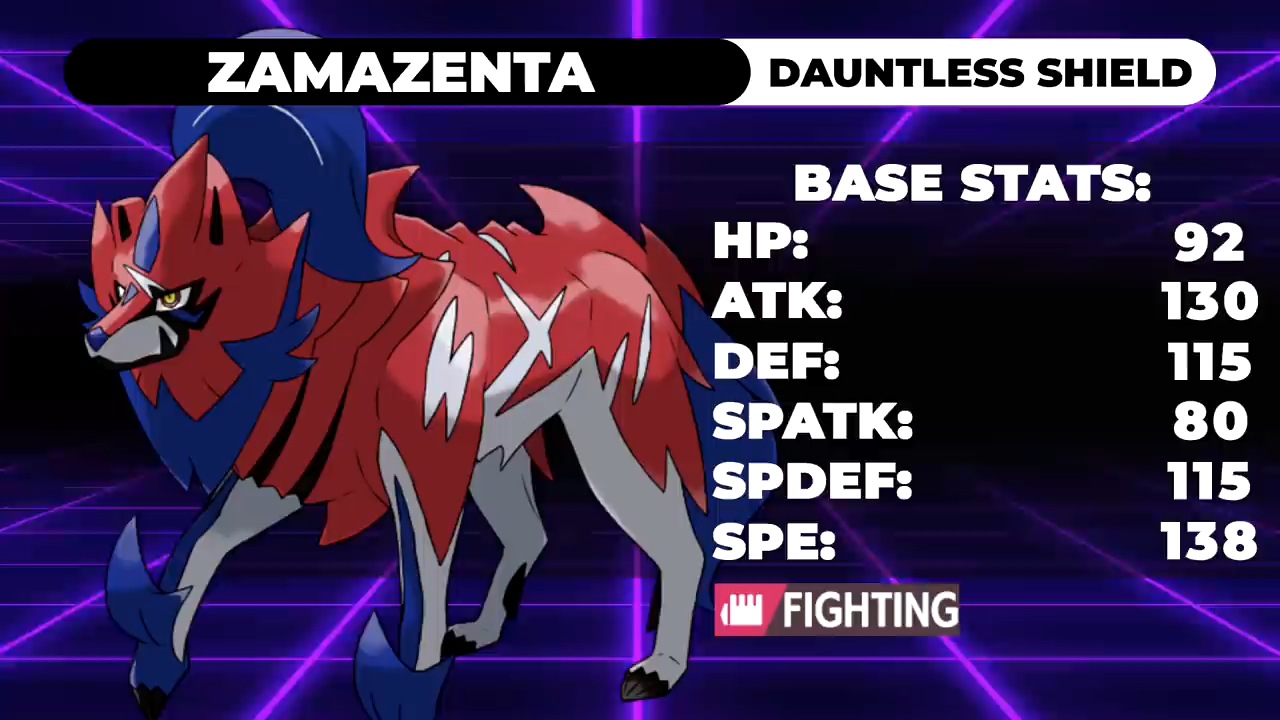 ZAMAZENTA DAUNTLESS SHIELD
BASE STATS:
HP: 92
ATK: 130
DEF: 115
SPATK: 80
SPDEF: 115
SPE: 138
FIGHTING